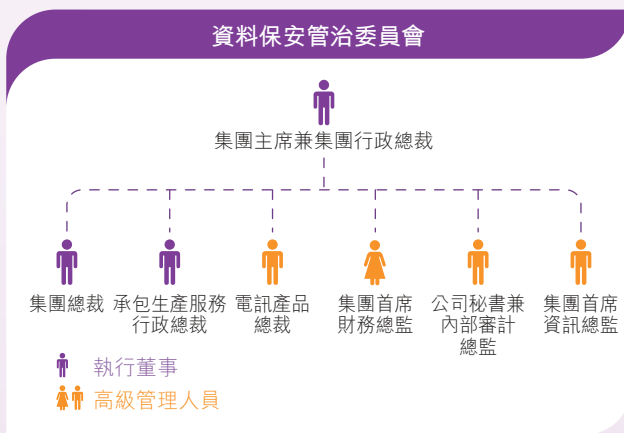 資料保安管治委員會
集團主席兼集團行政總裁
集團總裁
承包生產服務
行政總裁
電訊產品
總裁
集團首席
財務總監
公司秘書兼
內部審計
總監
集團首席
資訊總監
執行董事
高級管理人員